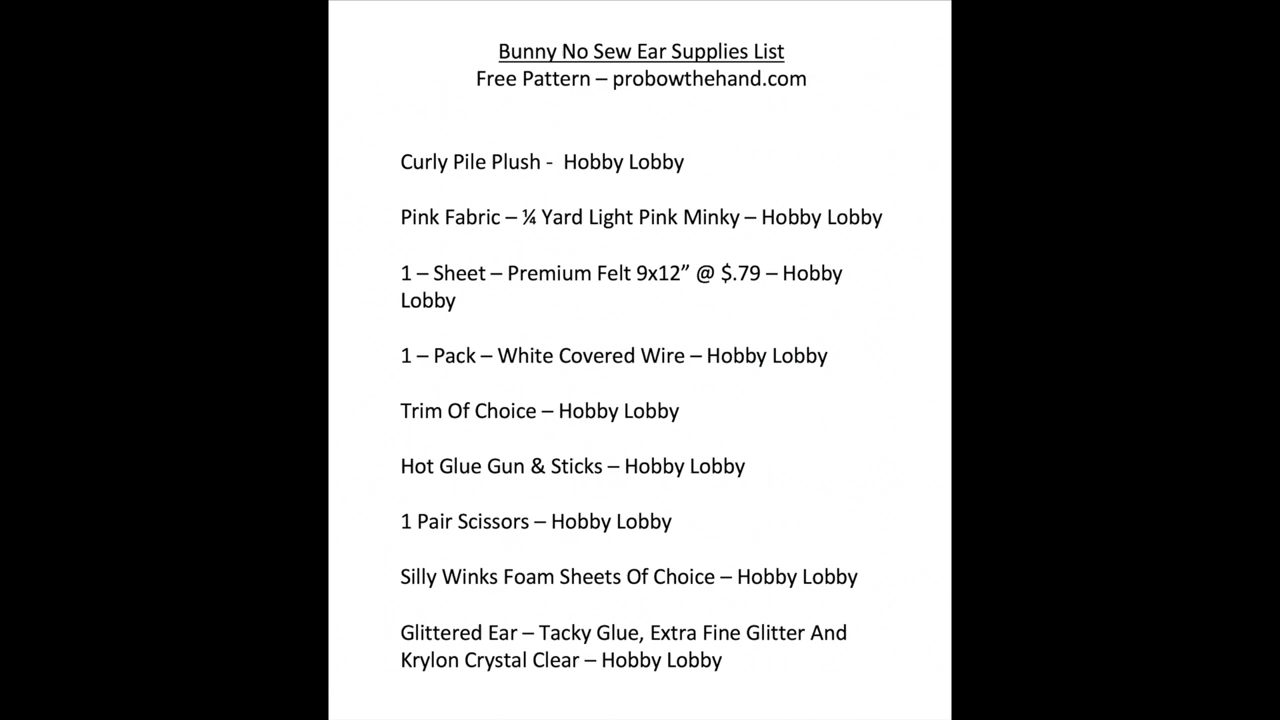 Bunny No Sew Ear Supplies List
Free Pattern – probowthehand.com
Curly Pile Plush -  Hobby Lobby
Pink Fabric – ¼ Yard Light Pink Minky – Hobby Lobby
1 – Sheet – Premium Felt 9x12” @ $.79 – Hobby
Lobby
1 – Pack – White Covered Wire – Hobby Lobby
Trim Of Choice – Hobby Lobby
Hot Glue Gun & Sticks – Hobby Lobby
1 Pair Scissors – Hobby Lobby
Silly Winks Foam Sheets Of Choice – Hobby Lobby
Glittered Ear – Tacky Glue, Extra Fine Glitter And
Krylon Crystal Clear – Hobby Lobby